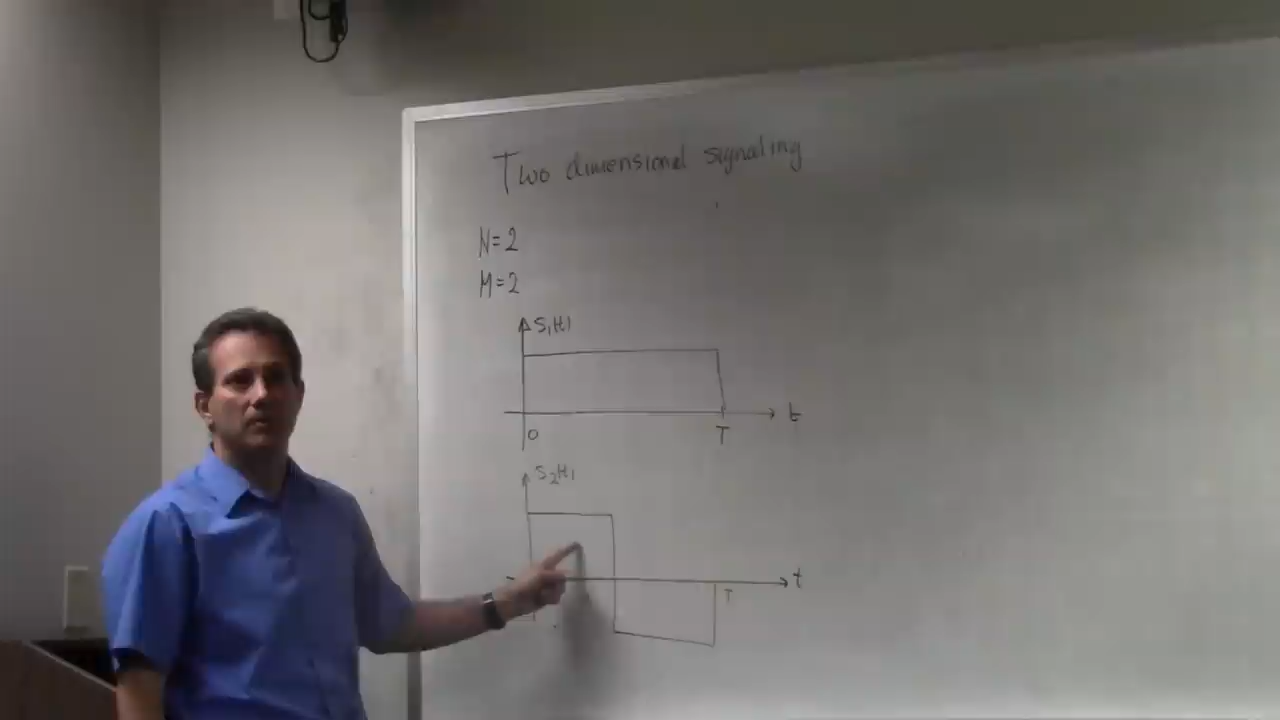 Two dimensional signaling
N=2
M=2
S₁(t)
t
0
T
S₂(t)
t
T